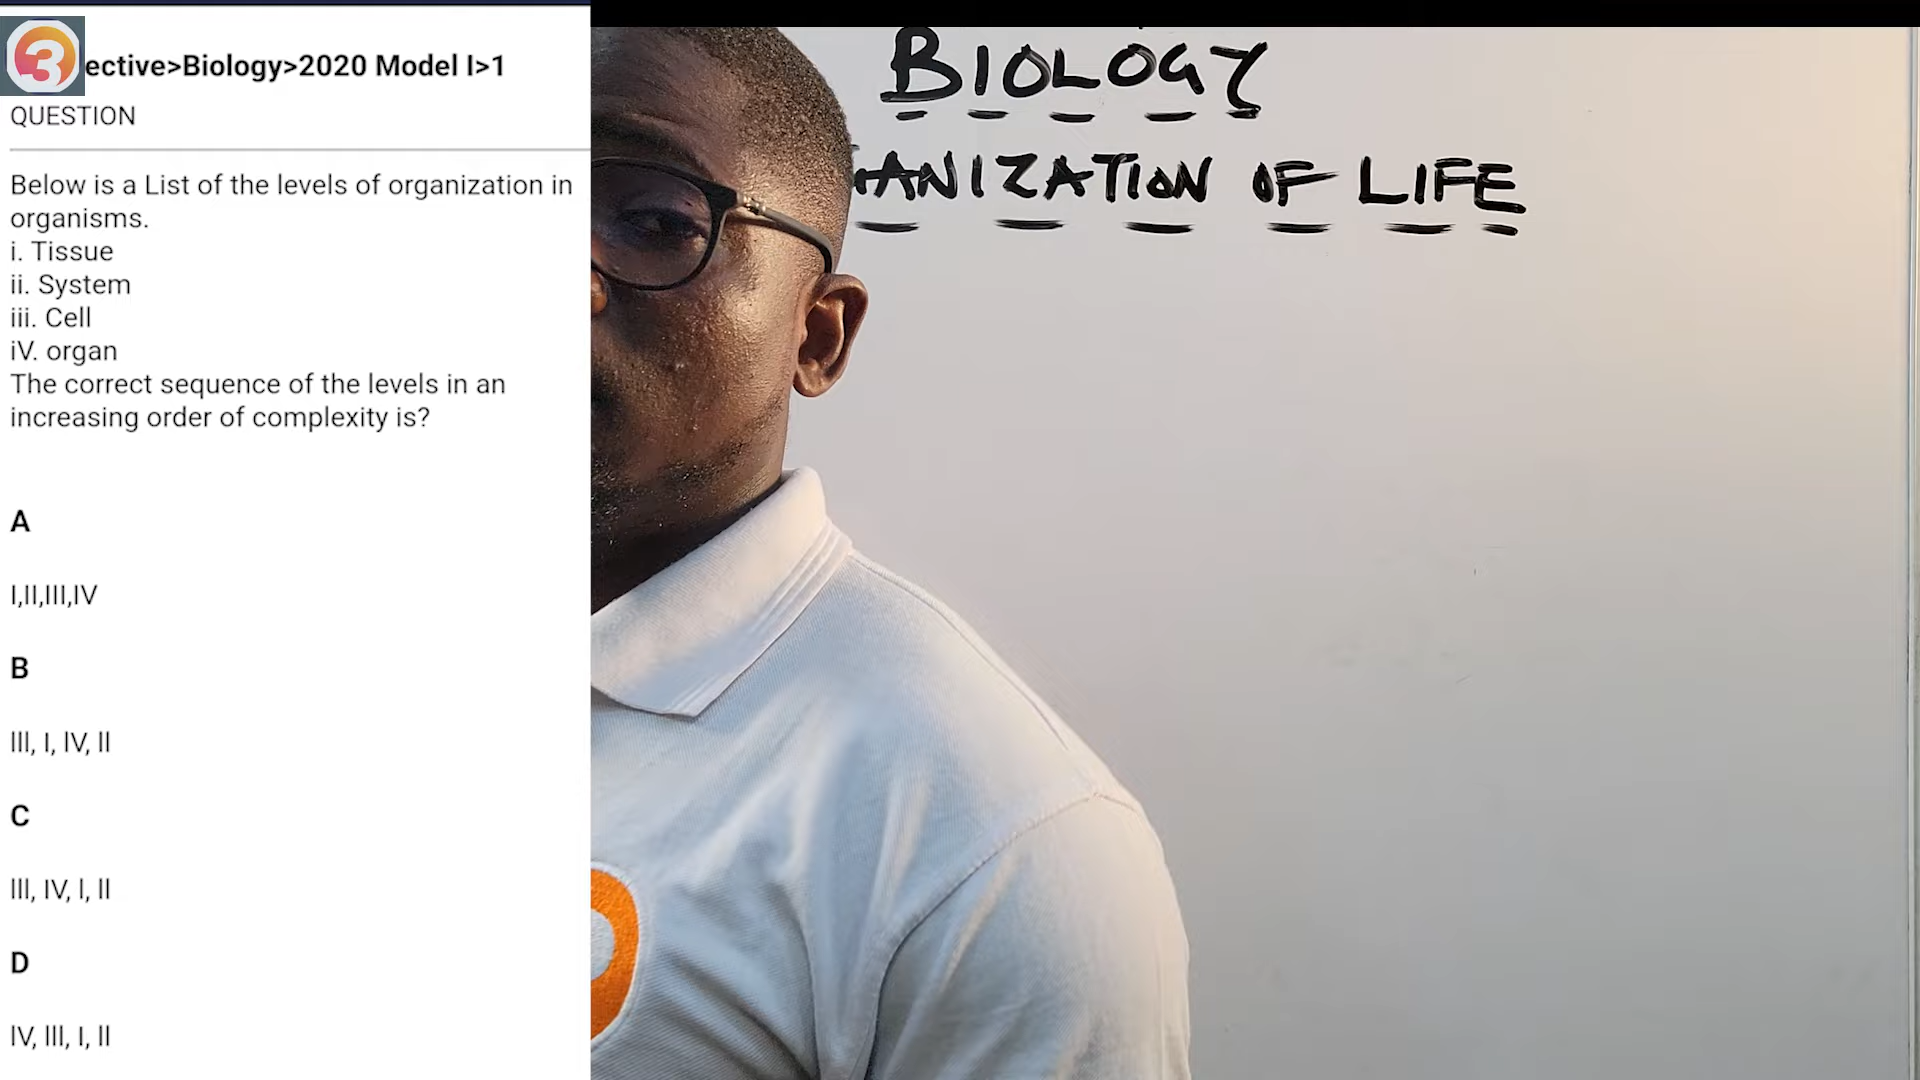 3
ective>Biology>2020 Model I>1
QUESTION
Below is a List of the levels of organization in
organisms.
i. Tissue
ii. System
iii. Cell
iV. organ
The correct sequence of the levels in an
increasing order of complexity is?
A
I,II,III,IV
B
III, I, IV, II
C
III, IV, I, II
D
IV, III, I, II
BIOLOGY
GANIZATION OF LIFE